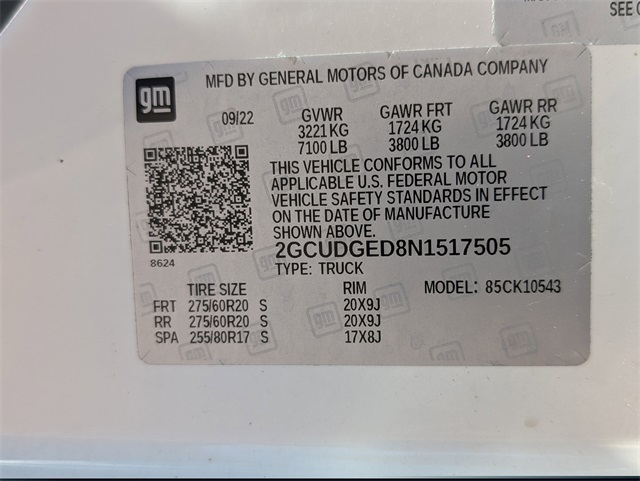 SEE
gm
MFD BY GENERAL MOTORS OF CANADA COMPANY
09/22 GVWR GAWR FRT GAWR RR
3221 KG 1724 KG 1724 KG
7100 LB 3800 LB 3800 LB
THIS VEHICLE CONFORMS TO ALL
APPLICABLE U.S. FEDERAL MOTOR
VEHICLE SAFETY STANDARDS IN EFFECT
ON THE DATE OF MANUFACTURE
SHOWN ABOVE.
8624
2GCUDGED8N1517505
TYPE: TRUCK
TIRE SIZE RIM MODEL: 85CK10543
FRT 275/60R20 S 20X9J
RR 275/60R20 S 20X9J
SPA 255/80R17 S 17X8J